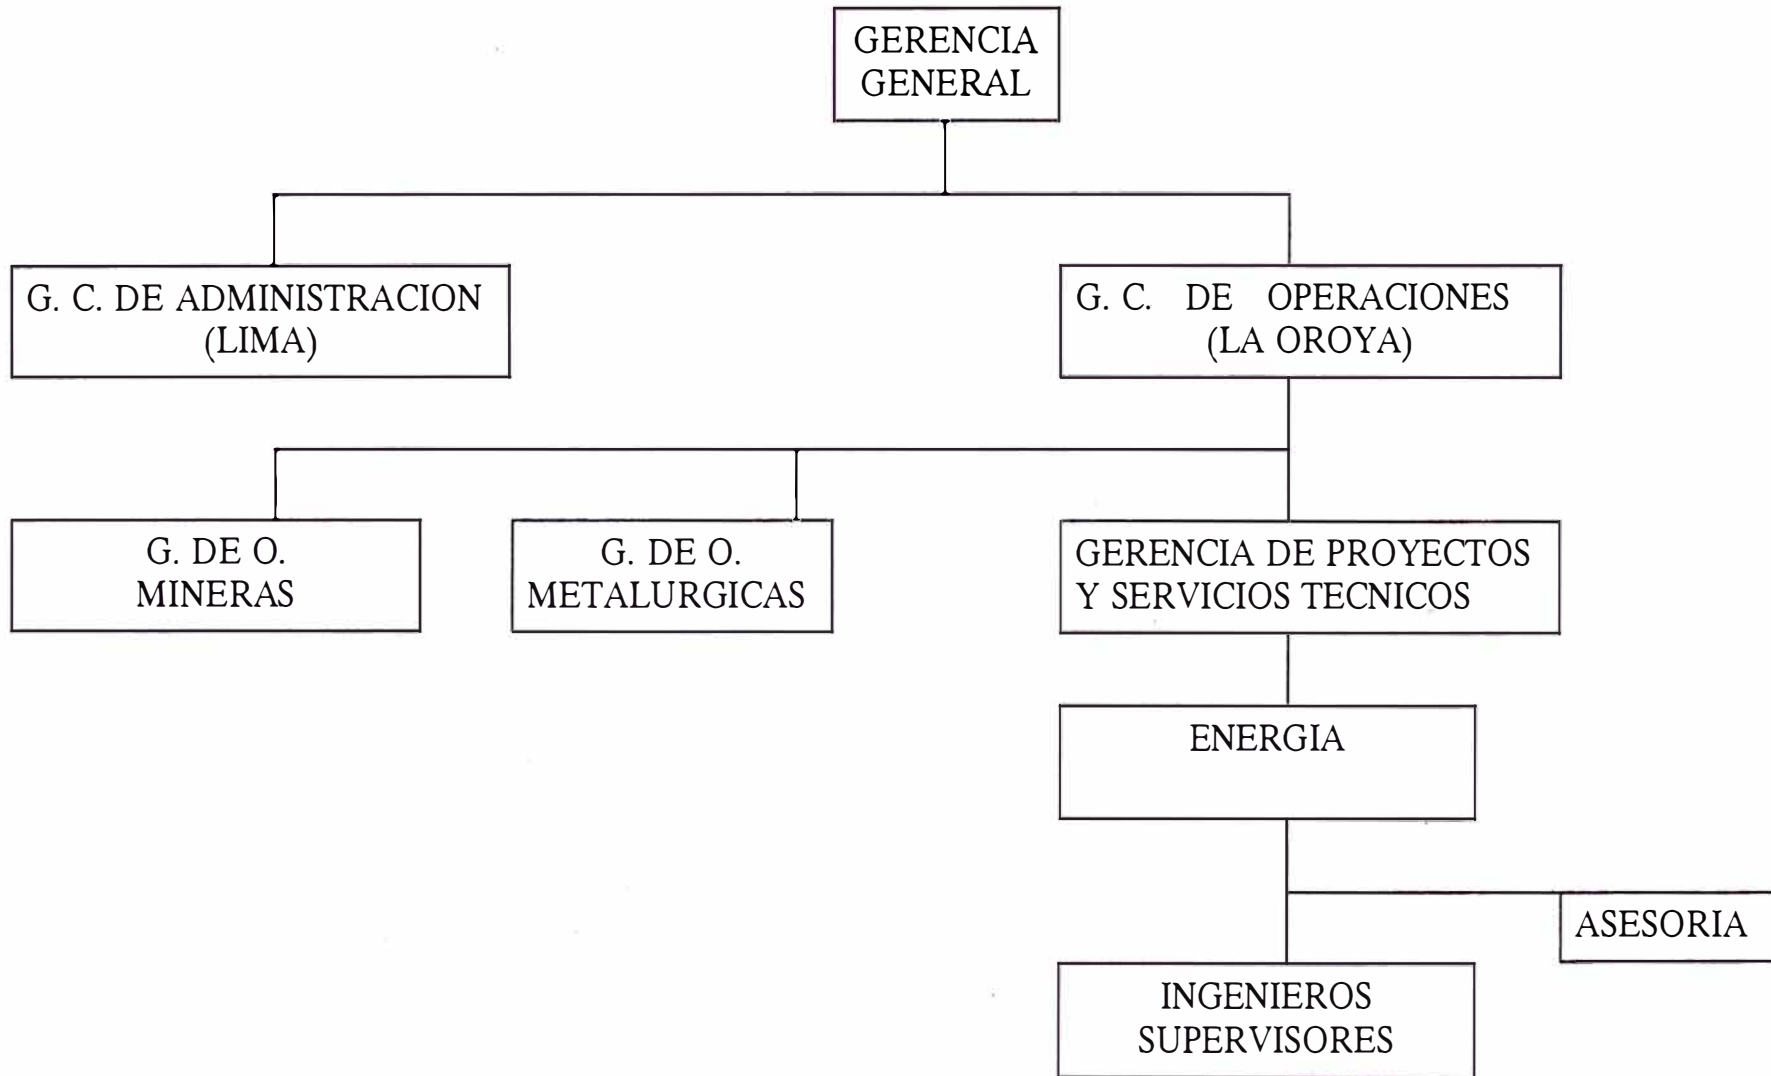 GERENCIA
GENERAL
G. C. DE ADMINISTRACION
(LIMA)
G. C. DE OPERACIONES
(LA OROYA)
G. DE O.
MINERAS
G. DE O.
METALURGICAS
GERENCIA DE PROYECTOS
Y SERVICIOS TECNICOS
ENERGIA
ASESORIA
INGENIEROS
SUPERVISORES